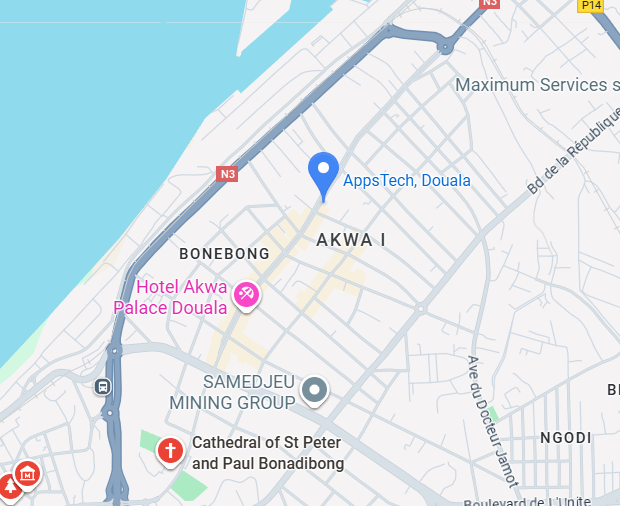 N3
P14
Maximum Services s
Bd de la République
N3
AppsTech, Douala
AKWA I
BONEBONG
Hotel Akwa
Palace Douala
SAMEDJEU
MINING GROUP
Ave du Docteur Jamot
B
NGODI
Cathedral of St Peter
and Paul Bonadibong
Boulevard de L'Unite